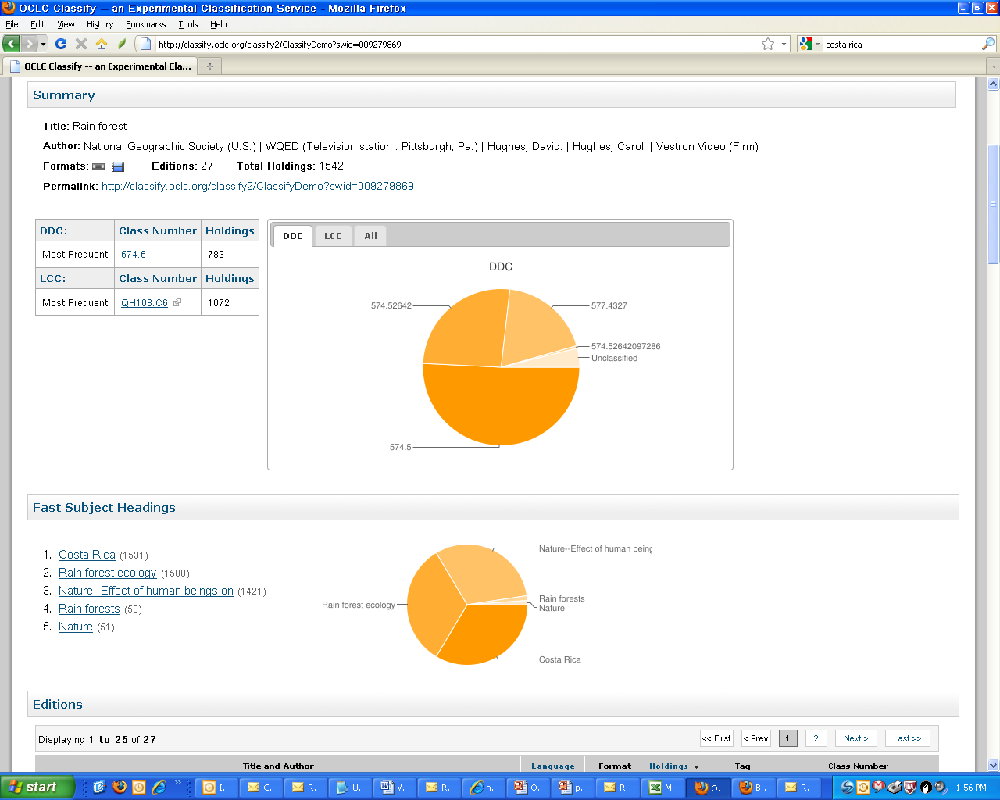 OCLC Classify — an Experimental Classification Service - Mozilla Firefox
File Edit View History Bookmarks Tools Help
http://classify.oclc.org/classify2/ClassifyDemo?swid=009279869
costa rica
OCLC Classify -- an Experimental Cla...
Summary
Title: Rain forest
Author: National Geographic Society (U.S.) | WQED (Television station : Pittsburgh, Pa.) | Hughes, David. | Hughes, Carol. | Vestron Video (Firm)
Formats: Editions: 27 Total Holdings: 1542
Permalink: http://classify.oclc.org/classify2/ClassifyDemo?swid=009279869
DDC: Class Number Holdings
Most Frequent 574.5 783
LCC: Class Number Holdings
Most Frequent QH108.C6 1072
DDC LCC All
DDC
574.52642
577.4327
574.52642097286
Unclassified
574.5
Fast Subject Headings
1. Costa Rica (1531)
2. Rain forest ecology (1500)
3. Nature--Effect of human beings on (1421)
4. Rain forests (58)
5. Nature (51)
Nature--Effect of human being
Rain forest ecology
Rain forests
Nature
Costa Rica
Editions
Displaying 1 to 25 of 27
<< First < Prev 1 2 Next > Last >>
Title and Author Language Format Holdings Tag Class Number
start » I.. C. R. U. V. R. h. O. p. R. M. O. B.. R. 1:56 PM